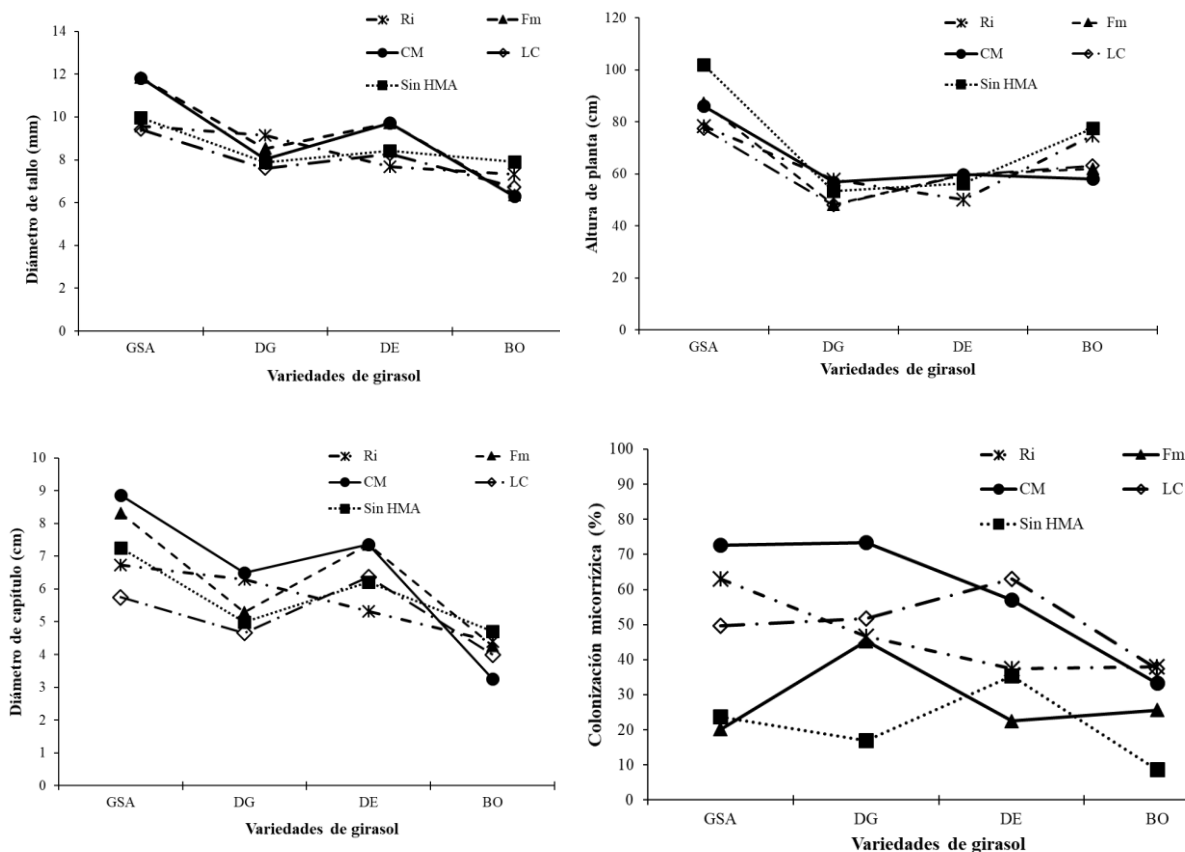 Diámetro de tallo (mm)
14
12
10
8
6
4
2
0
Ri
Fm
CM
LC
Sin HMA
GSA
DG
DE
BO
Variedades de girasol
Altura de planta (cm)
120
100
80
60
40
20
0
Ri
Fm
CM
LC
Sin HMA
GSA
DG
DE
BO
Variedades de girasol
Diámetro de capítulo (cm)
10
9
8
7
6
5
4
3
2
1
0
Ri
Fm
CM
LC
Sin HMA
GSA
DG
DE
BO
Variedades de girasol
Colonización micorrízica (%)
100
90
80
70
60
50
40
30
20
10
0
Ri
Fm
CM
LC
Sin HMA
GSA
DG
DE
BO
Variedades de girasol